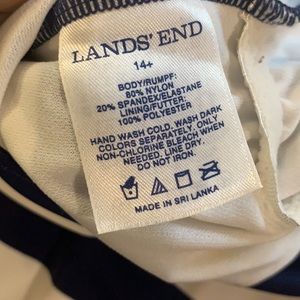 LANDS' END
14+
BODY/RUMPF:
80% NYLON
20% SPANDEX/ELASTANE
LINING/FUTTER:
100% POLYESTER
HAND WASH COLD. WASH DARK
COLORS SEPARATELY. ONLY
NON-CHLORINE BLEACH WHEN
NEEDED. LINE DRY.
DO NOT IRON.
MADE IN SRI LANKA